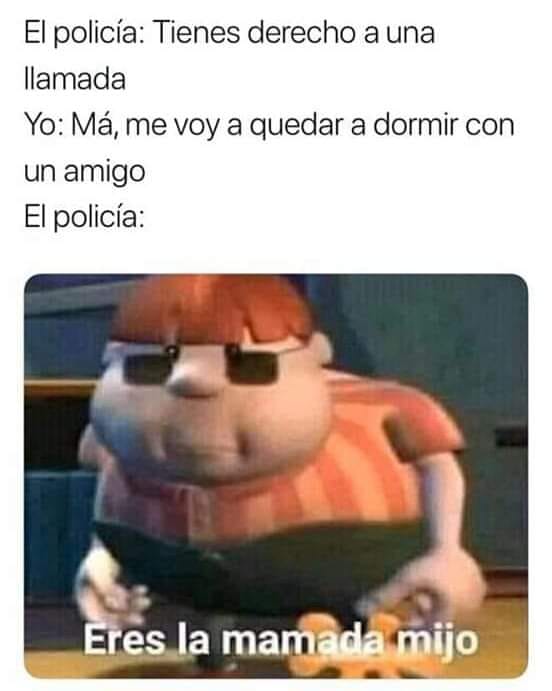 El policía: Tienes derecho a una
llamada
Yo: Má, me voy a quedar a dormir con
un amigo
El policía:
Eres la mamada mijo